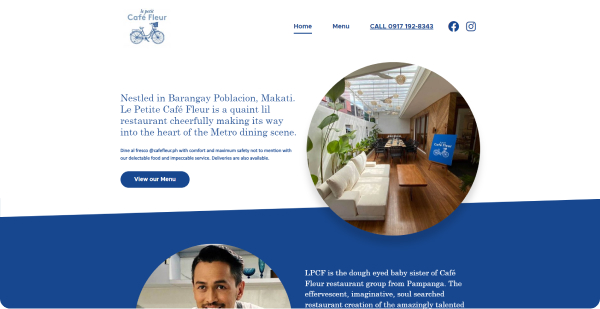 le petit
Café Fleur
Home Menu CALL 0917 192-8343
Nestled in Barangay Poblacion, Makati.
Le Petite Café Fleur is a quaint lil
restaurant cheerfully making its way
into the heart of the Metro dining scene.
Dine al fresco @cafefleur.ph with comfort and maximum safety not to mention with
our delectable food and impeccable service. Deliveries are also available.
View our Menu
Café Fleur
LPCF is the dough eyed baby sister of Café
Fleur restaurant group from Pampanga. The
effervescent, imaginative, soul searched
restaurant creation of the amazingly talented